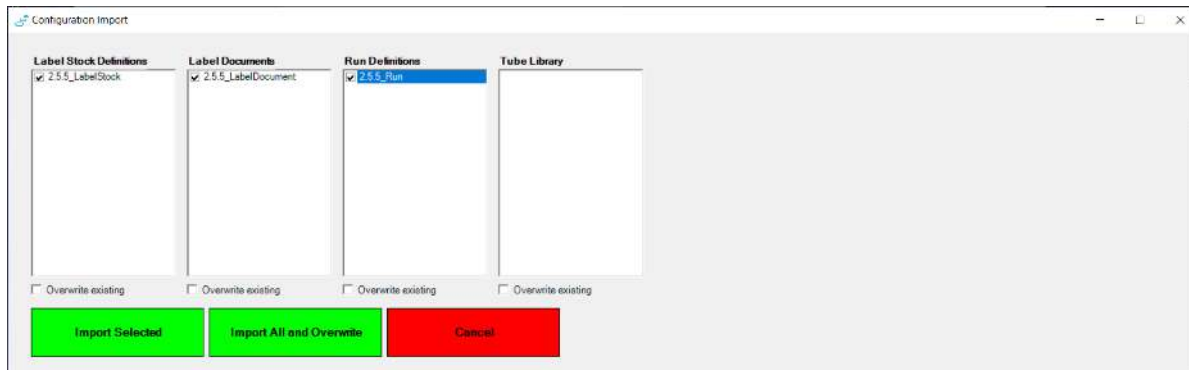 Configuration Import
Label Stock Definitions Label Documents Run Definitions Tube Library
2.5.5_LabelStock 2.5.5_LabelDocument 2.5.5_Run
Overwrite existing Overwrite existing Overwrite existing Overwrite existing
Import Selected Import All and Overwrite Cancel